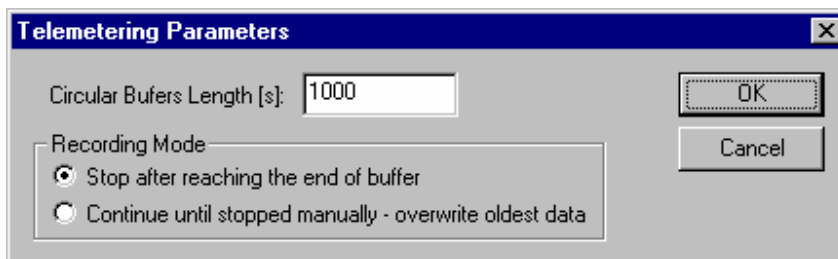 Telemetering Parameters
Circular Bufers Length [s]: 1000
OK
Recording Mode
Cancel
Stop after reaching the end of buffer
Continue until stopped manually - overwrite oldest data